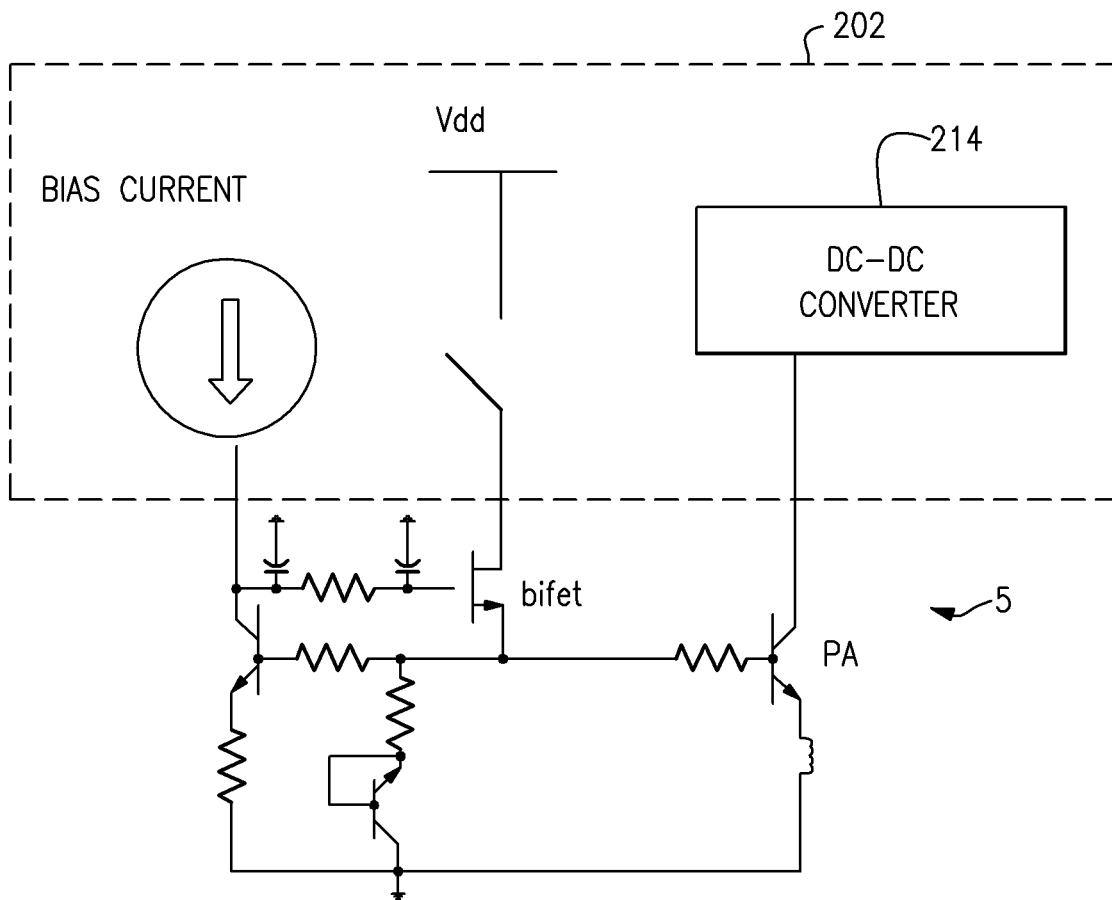 202
Vdd
214
BIAS CURRENT
DC-DC
CONVERTER
bifet
5
PA